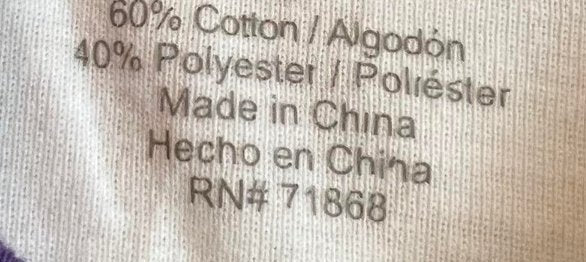 60% Cotton / Algodón
40% Polyester / Poliéster
Made in China
Hecho en China
RN# 71868